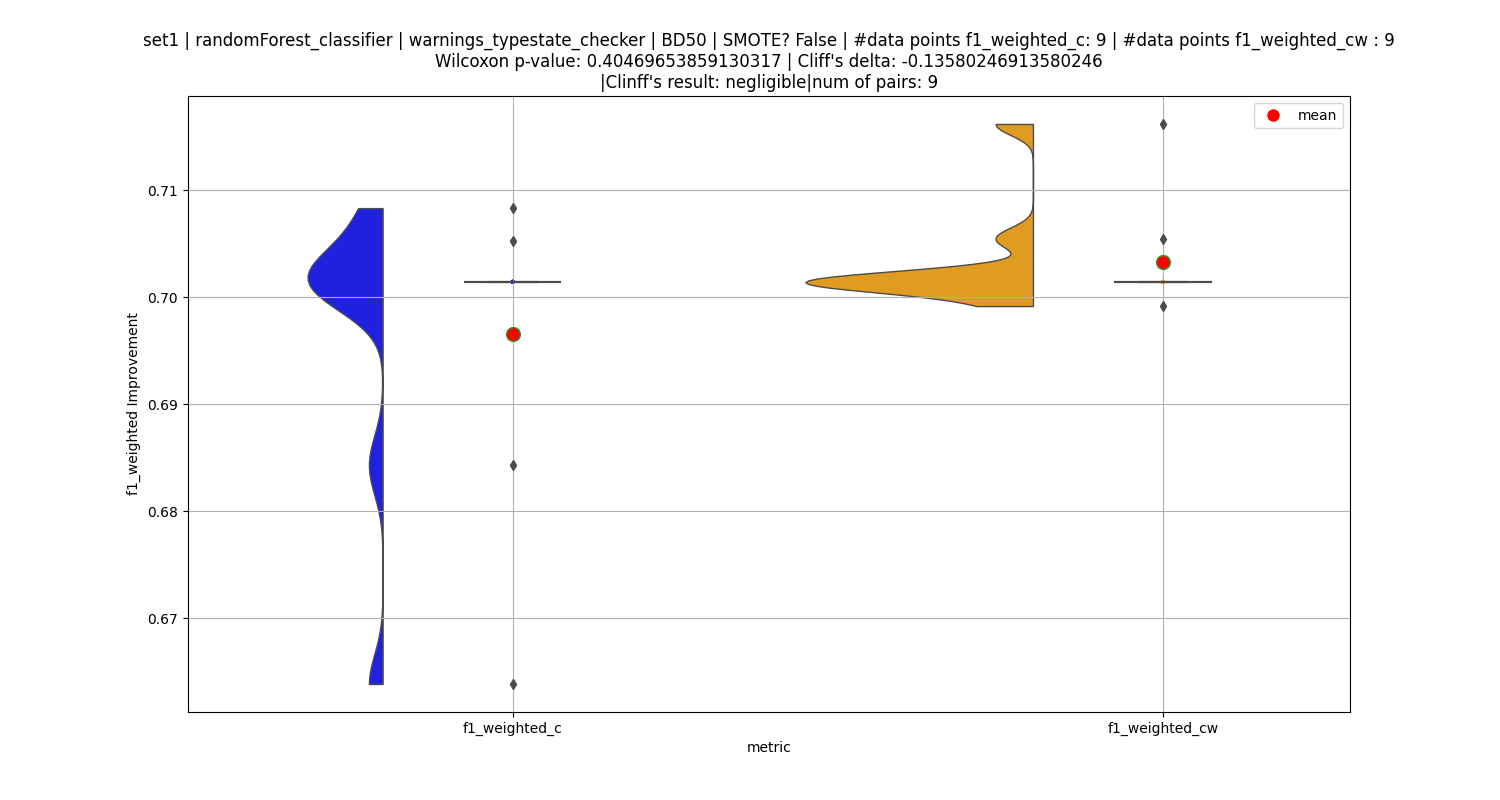 set1 | randomForest_classifier | warnings_typestate_checker | BD50 | SMOTE? False | #data points f1_weighted_c: 9 | #data points f1_weighted_cw : 9
Wilcoxon p-value: 0.40469653859130317 | Cliff's delta: -0.13580246913580246
|Clinff's result: negligible|num of pairs: 9
mean
0.71
0.70
0.69
0.68
0.67
f1_weighted Improvement
f1_weighted_c
f1_weighted_cw
metric